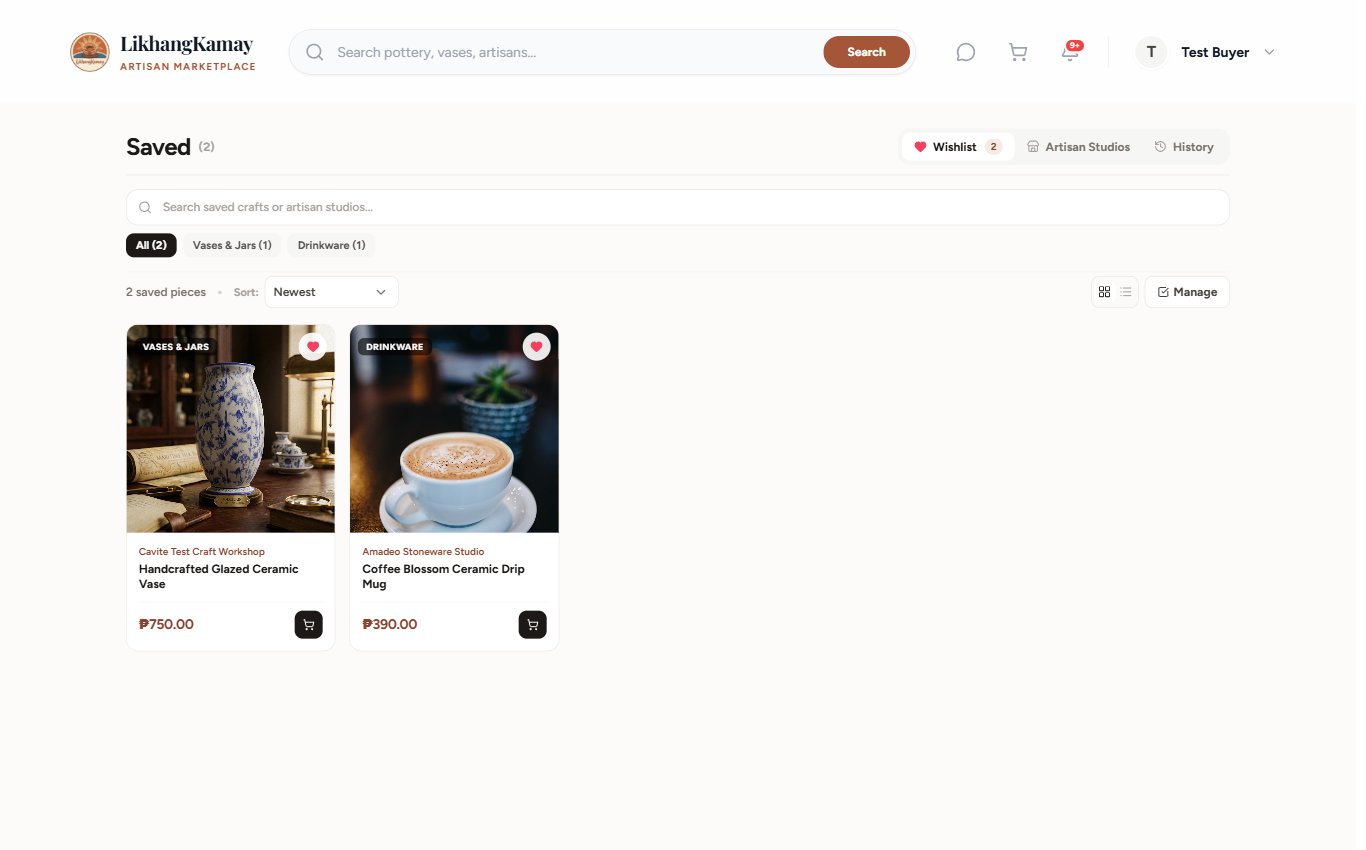 LikhangKamay
ARTISAN MARKETPLACE
Search pottery, vases, artisans...
Search
9+
T
Test Buyer
Saved (2)
Wishlist 2
Artisan Studios
History
Search saved crafts or artisan studios...
All (2)
Vases & Jars (1)
Drinkware (1)
2 saved pieces • Sort: Newest
Manage
VASES & JARS
DRINKWARE
Cavite Test Craft Workshop
Handcrafted Glazed Ceramic
Vase
₱750.00
Amadeo Stoneware Studio
Coffee Blossom Ceramic Drip
Mug
₱390.00